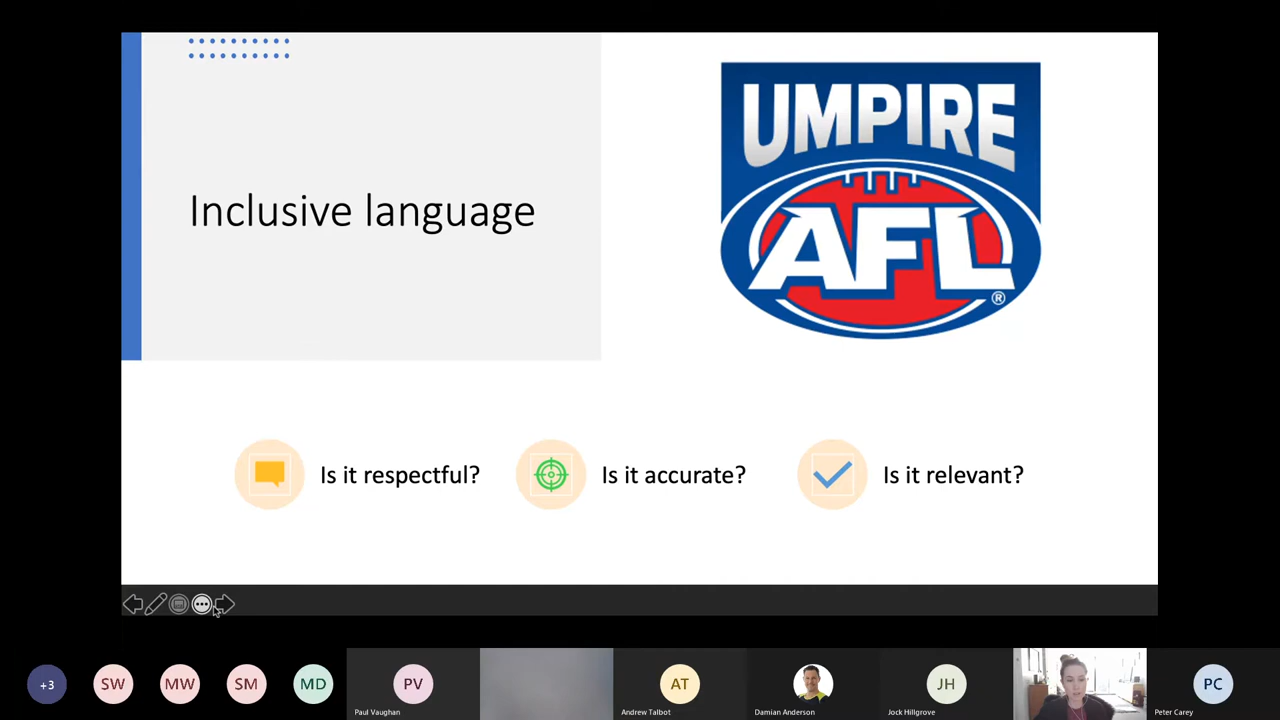 UMPIRE
AFL
®
Inclusive language
Is it respectful?
Is it accurate?
Is it relevant?
+3
SW
MW
SM
MD
PV
Paul Vaughan
AT
Andrew Talbot
Damian Anderson
JH
Jock Hillgrove
PC
Peter Carey